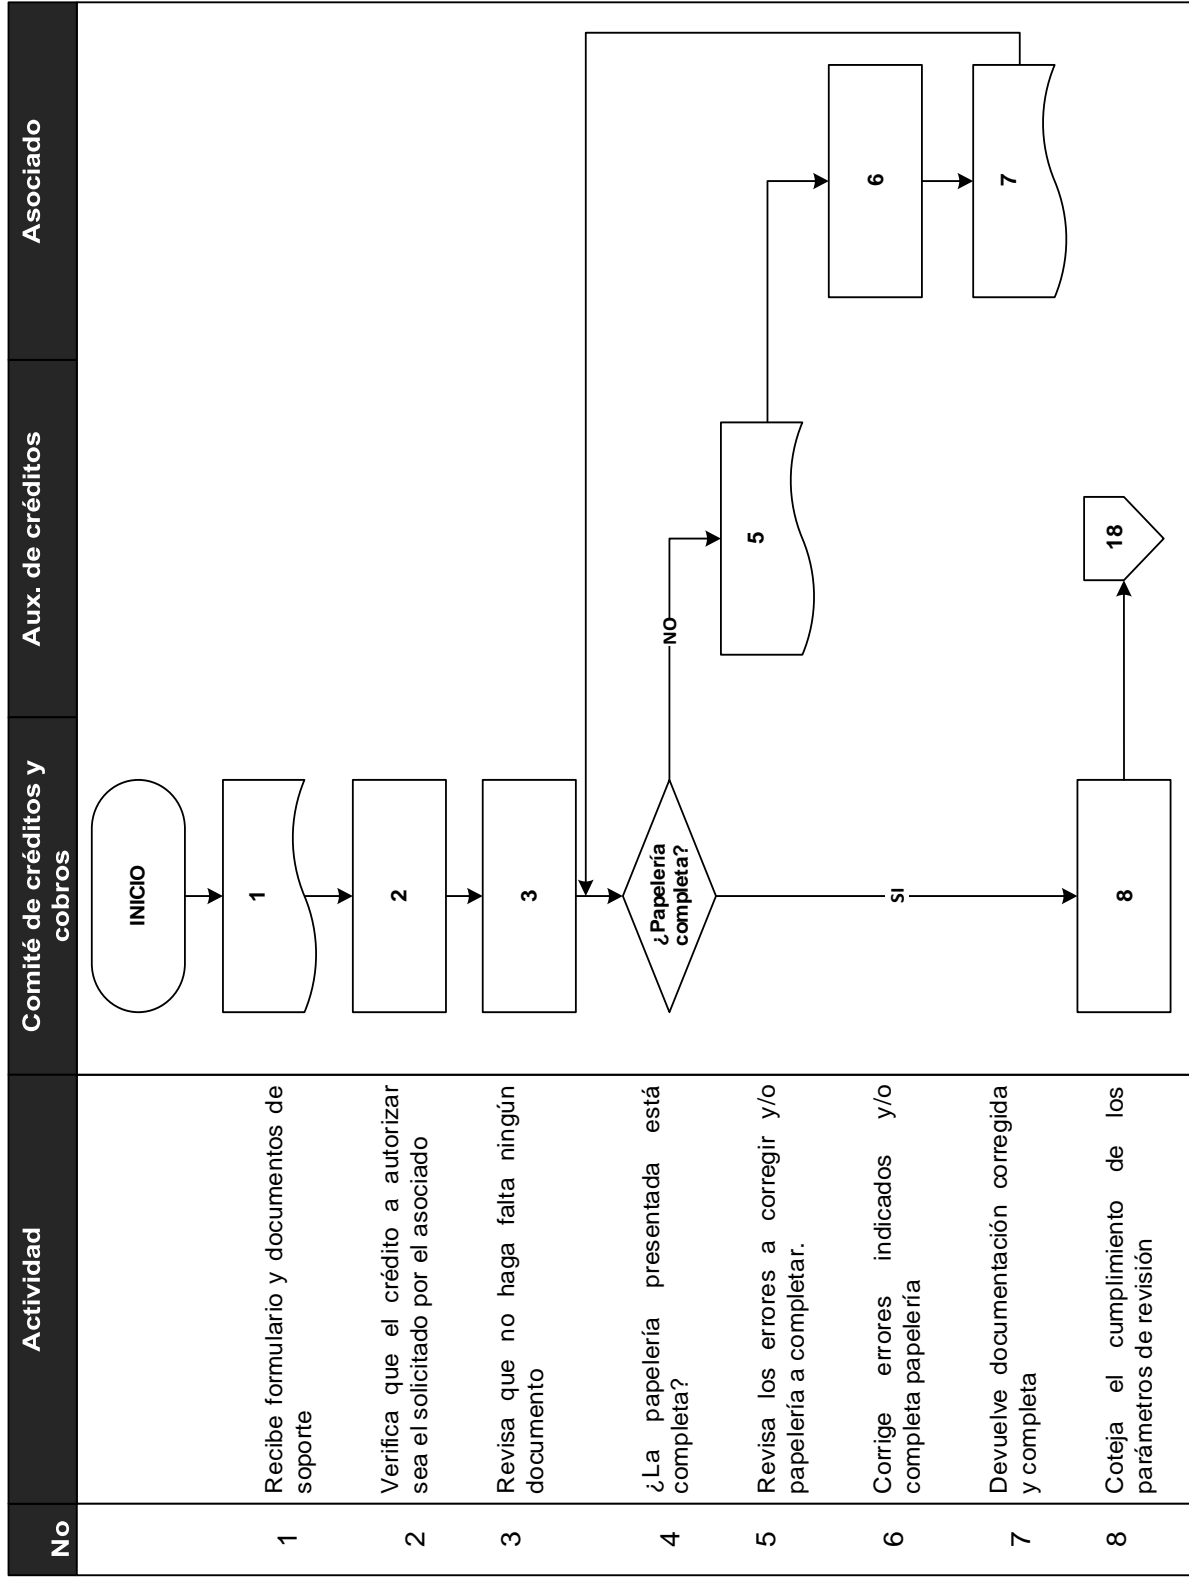 No
Actividad
Comité de créditos y
cobros
Aux. de créditos
Asociado
INICIO
1
Recibe formulario y documentos de
soporte
1
2
Verifica que el crédito a autorizar
sea el solicitado por el asociado
2
3
Revisa que no haga falta ningún
documento
3
4
¿La papelería presentada está
completa?
¿Papelería
completa?
NO
SI
5
Revisa los errores a corregir y/o
papelería a completar.
5
6
Corrige errores indicados y/o
completa papelería
6
7
Devuelve documentación corregida
y completa
7
8
Coteja el cumplimiento de los
parámetros de revisión
8
18